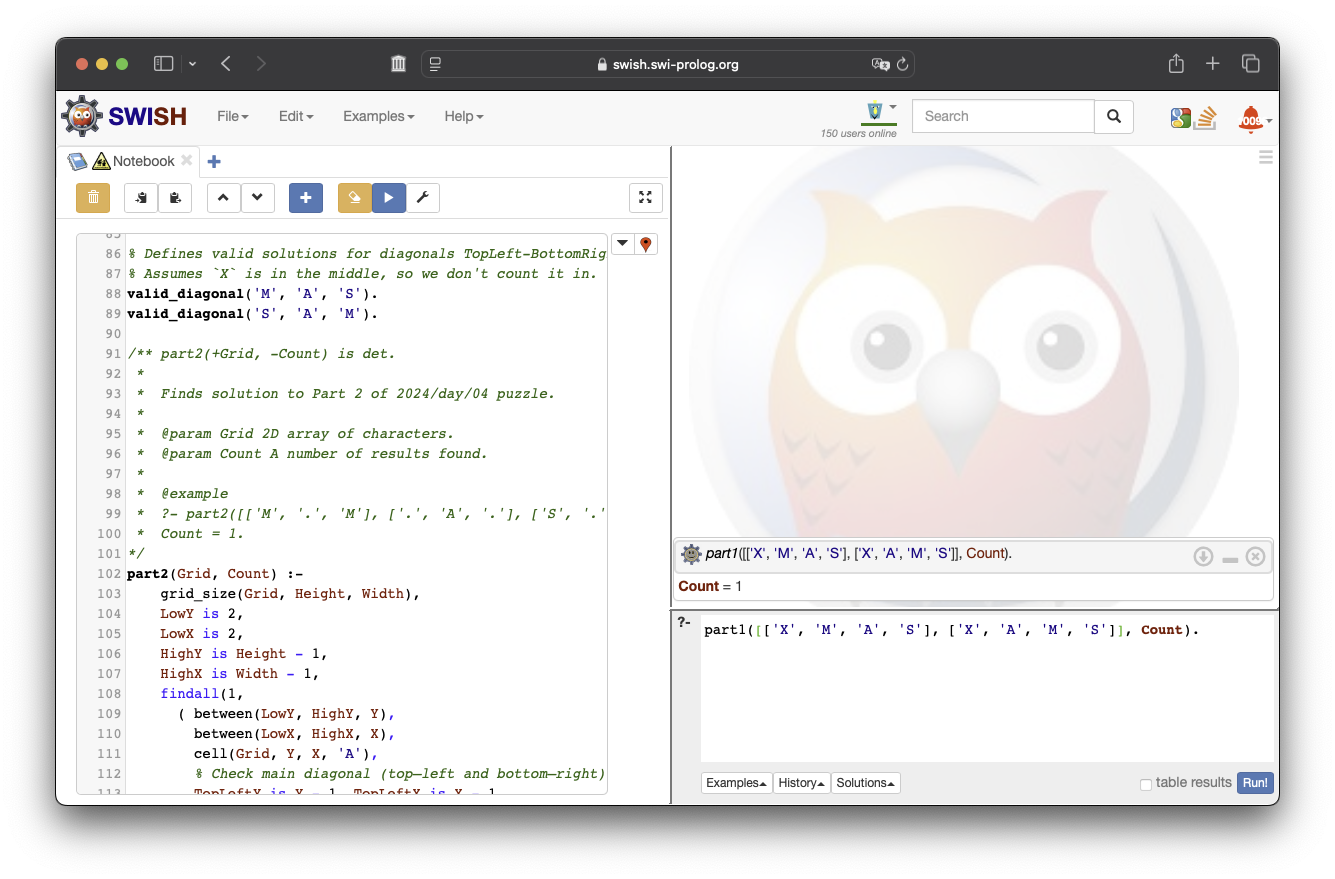 swish.swi-prolog.org
SWISH File Edit Examples Help
150 users online
Search
009
Notebook
85
86 % Defines valid solutions for diagonals TopLeft-BottomRig
87 % Assumes `X` is in the middle, so we don't count it in.
88 valid_diagonal('M', 'A', 'S').
89 valid_diagonal('S', 'A', 'M').
90
91 /** part2(+Grid, -Count) is det.
92 *
93 * Finds solution to Part 2 of 2024/day/04 puzzle.
94 *
95 * @param Grid 2D array of characters.
96 * @param Count A number of results found.
97 *
98 * @example
99 * ?- part2([['M', '.', 'M'], ['.', 'A', '.'], ['S', '.'
100 * Count = 1.
101 */
102 part2(Grid, Count) :-
103 grid_size(Grid, Height, Width),
104 LowY is 2,
105 LowX is 2,
106 HighY is Height - 1,
107 HighX is Width - 1,
108 findall(1,
109 ( between(LowY, HighY, Y),
110 between(LowX, HighX, X),
111 cell(Grid, Y, X, 'A'),
112 % Check main diagonal (top–left and bottom–right)
113 TopLeftY is Y - 1, TopLeftX is X - 1,
part1([['X', 'M', 'A', 'S'], ['X', 'A', 'M', 'S']], Count).
Count = 1
?- part1([['X', 'M', 'A', 'S'], ['X', 'A', 'M', 'S']], Count).
Examples History Solutions table results Run!